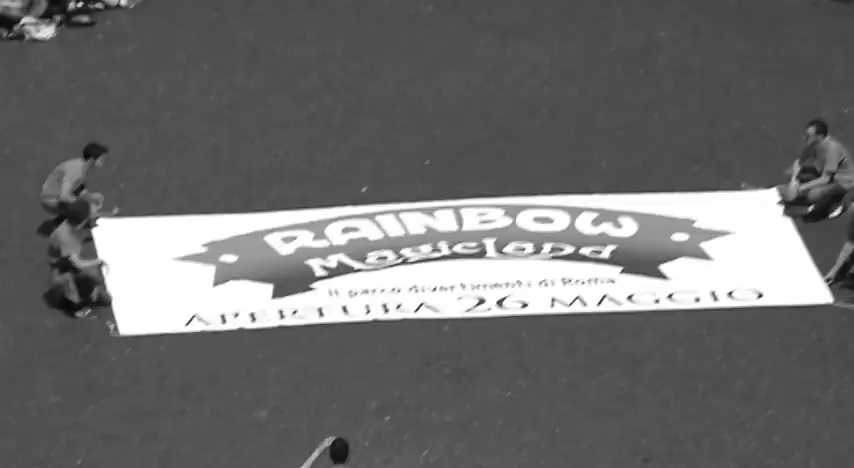 RAINBOW
MagicLand
il parco divertimenti di Roma
APERTURA 26 MAGGIO